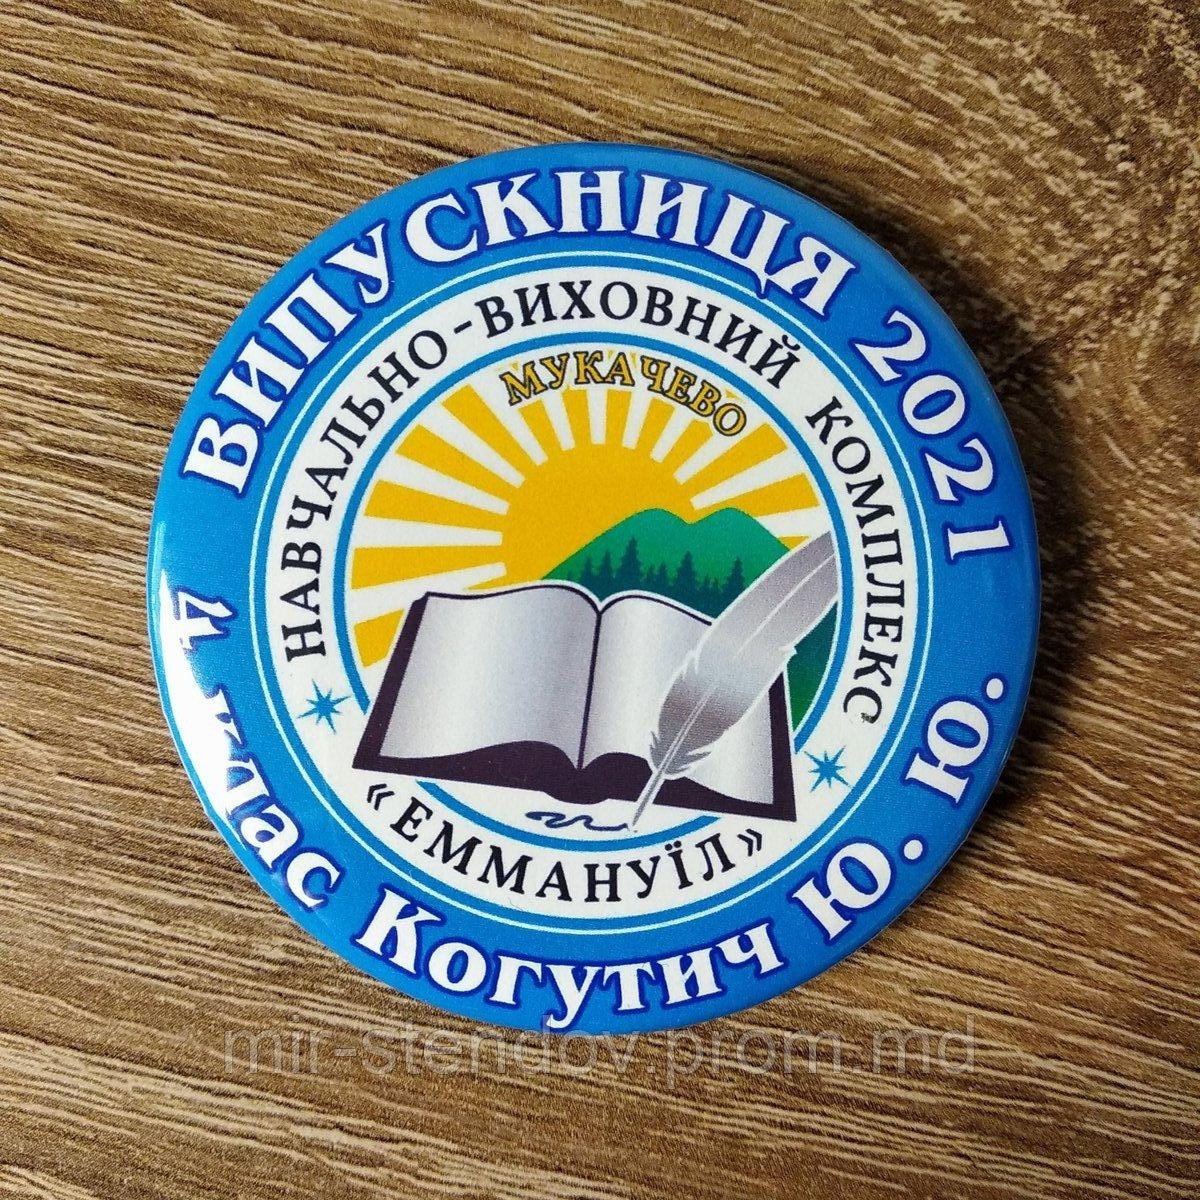 ВИПУСКНИЦЯ 2021
4 клас Когутич Ю. Ю.
НАВЧАЛЬНО-ВИХОВНИЙ КОМПЛЕКС
«ЕММАНУЇЛ»
МУКАЧЕВО
mir-stendov.prom.md